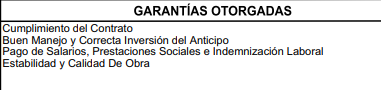 GARANTÍAS OTORGADAS
Cumplimiento del Contrato
Buen Manejo y Correcta Inversión del Anticipo
Pago de Salarios, Prestaciones Sociales e Indemnización Laboral
Estabilidad y Calidad De Obra